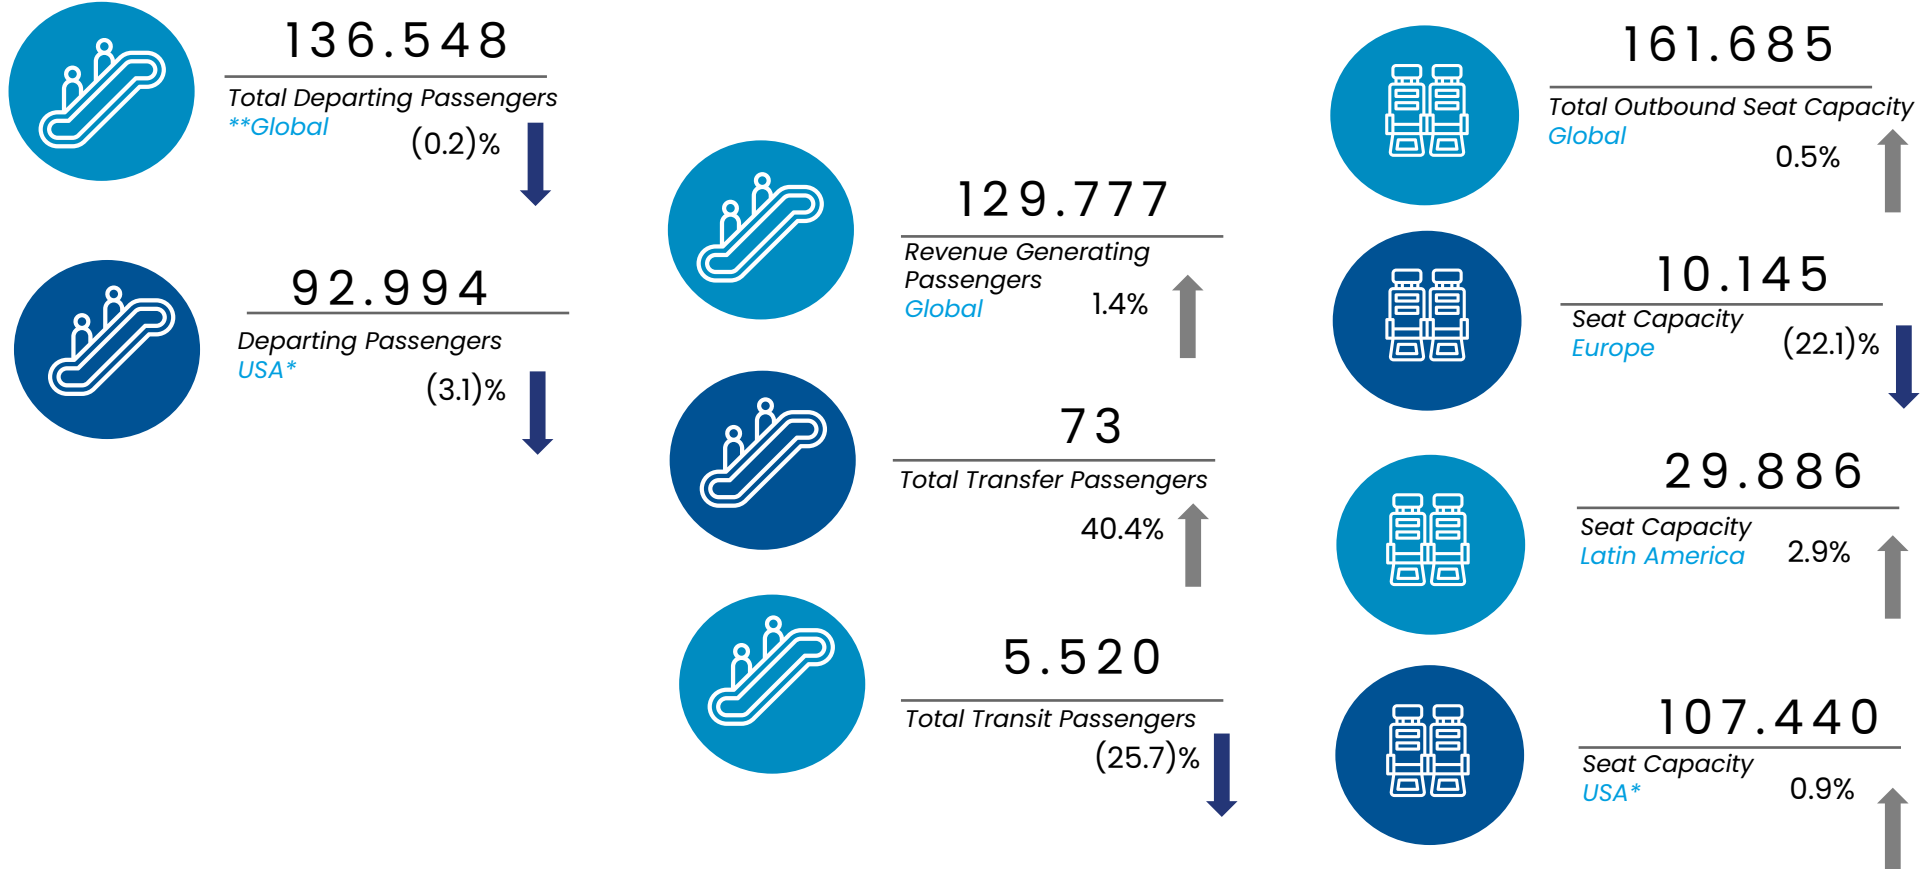 136.548
Total Departing Passengers
**Global
(0.2)%
92.994
Departing Passengers
USA*
(3.1)%
129.777
Revenue Generating
Passengers
Global
1.4%
73
Total Transfer Passengers
40.4%
5.520
Total Transit Passengers
(25.7)%
161.685
Total Outbound Seat Capacity
Global
0.5%
10.145
Seat Capacity
Europe
(22.1)%
29.886
Seat Capacity
Latin America
2.9%
107.440
Seat Capacity
USA*
0.9%